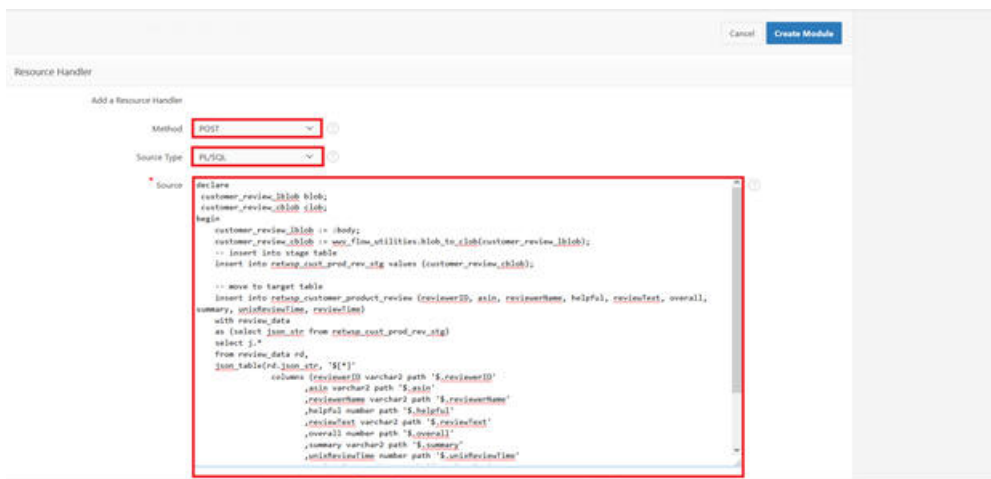 Cancel Create Module
Resource Handler
Add a Resource Handler
Method POST
Source Type PL/SQL
* Source declare
customer_review_lblob blob;
customer_review_cblob clob;
begin
customer_review_lblob := :body;
customer_review_cblob := wwv_flow_utilities.blob_to_clob(customer_review_lblob);
-- insert into stage table
insert into retwsp_cust_prod_rev_stg values (customer_review_cblob);
-- move to target table
insert into retwsp_customer_product_review (reviewerID, asin, reviewerName, helpful, reviewText, overall,
summary, unixReviewTime, reviewTime)
with review_data
as (select json_str from retwsp_cust_prod_rev_stg)
select j.*
from review_data rd,
json_table(rd.json_str, '$[*]'
columns (reviewerID varchar2 path '$.reviewerID'
,asin varchar2 path '$.asin'
,reviewerName varchar2 path '$.reviewerName'
,helpful number path '$.helpful'
,reviewText varchar2 path '$.reviewText'
,overall number path '$.overall'
,summary varchar2 path '$.summary'
,unixReviewTime number path '$.unixReviewTime'